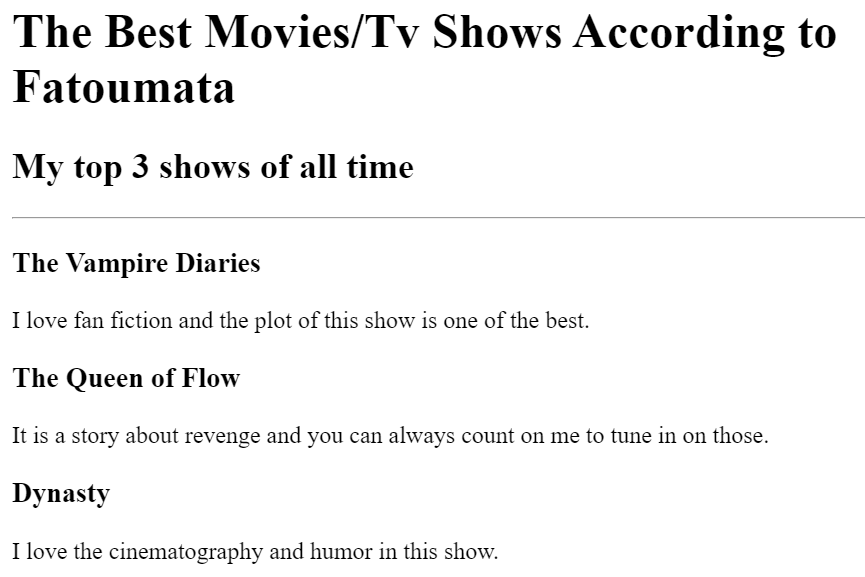 The Best Movies/Tv Shows According to
Fatoumata
My top 3 shows of all time
The Vampire Diaries
I love fan fiction and the plot of this show is one of the best.
The Queen of Flow
It is a story about revenge and you can always count on me to tune in on those.
Dynasty
I love the cinematography and humor in this show.